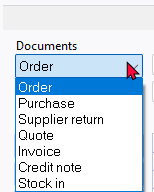 Documents
Order
Order
Purchase
Supplier return
Quote
Invoice
Credit note
Stock in